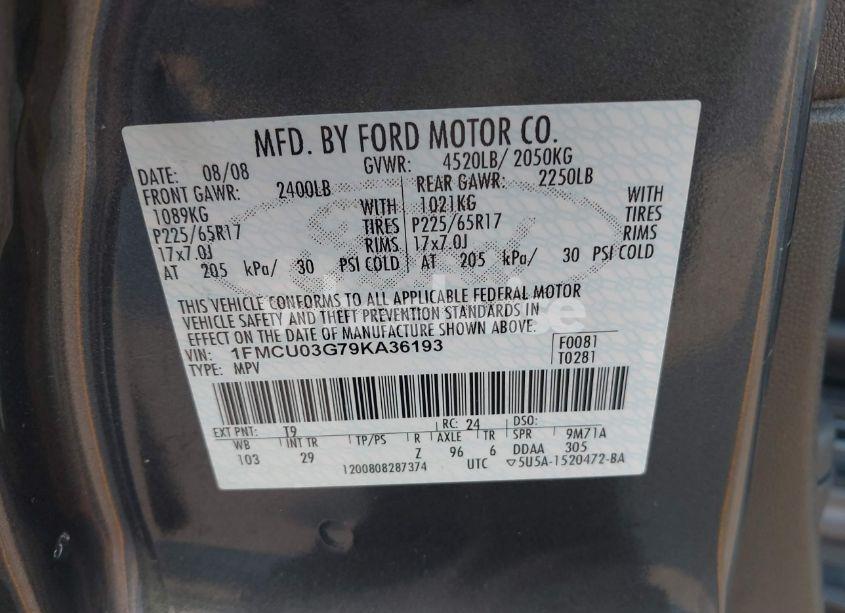 MFD. BY FORD MOTOR CO.
DATE: 08/08 GVWR: 4520LB/ 2050KG
FRONT GAWR: 2400LB REAR GAWR: 2250LB
1089KG WITH 1021KG WITH
P225/65R17 TIRES P225/65R17 TIRES
17x7.0J RIMS 17x7.0J RIMS
AT 205 kPa/ 30 PSI COLD AT 205 kPa/ 30 PSI COLD
THIS VEHICLE CONFORMS TO ALL APPLICABLE FEDERAL MOTOR
VEHICLE SAFETY AND THEFT PREVENTION STANDARDS IN
EFFECT ON THE DATE OF MANUFACTURE SHOWN ABOVE.
VIN: 1FMCU03G79KA36193 F0081
TYPE: MPV T0281
EXT PNT: T9 RC: 24 DSO:
WB INT TR TP/PS R AXLE TR SPR 9M71A
103 29 Z 96 6 DDAA 305
1200808287374 UTC ▽5U5A-1520472-BA